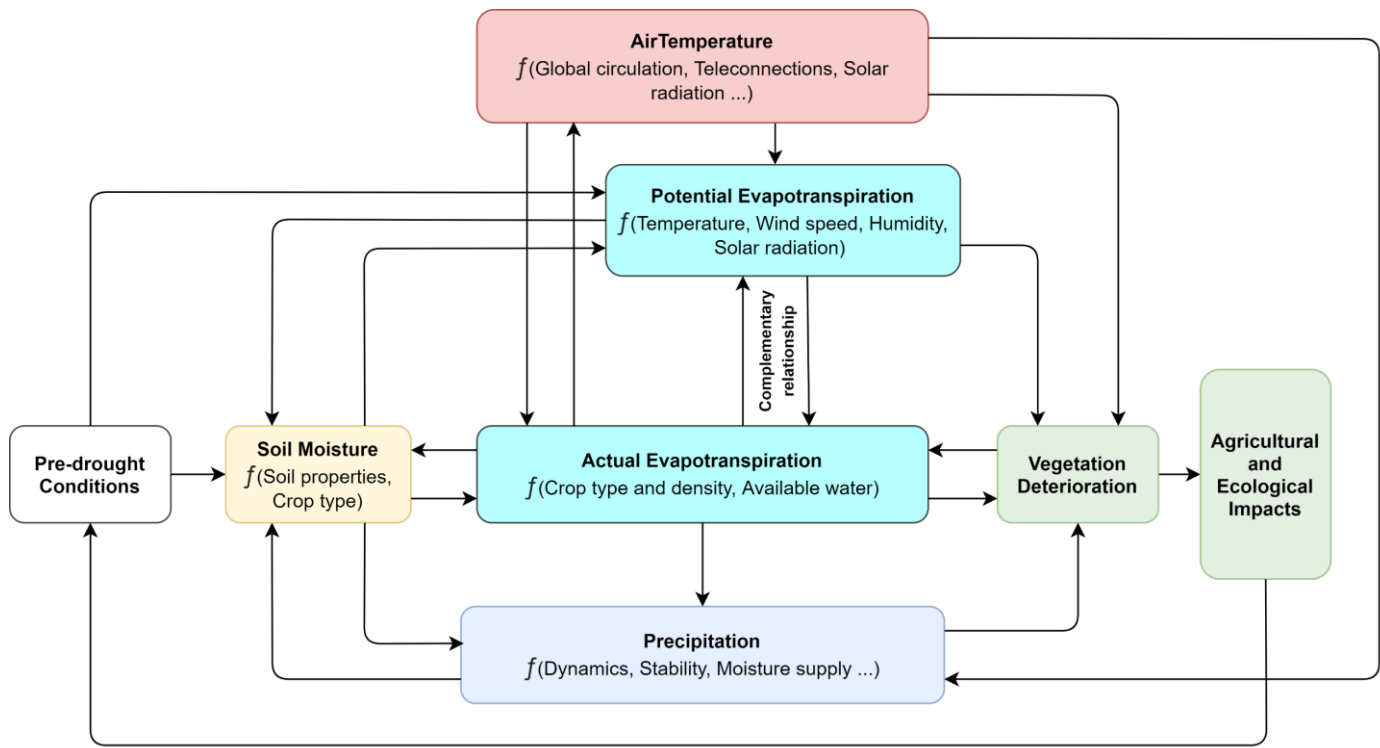 AirTemperature
ƒ(Global circulation, Teleconnections, Solar
radiation ...)
Potential Evapotranspiration
ƒ(Temperature, Wind speed, Humidity,
Solar radiation)
Complementary
relationship
Pre-drought
Conditions
Soil Moisture
ƒ(Soil properties,
Crop type)
Actual Evapotranspiration
ƒ(Crop type and density, Available water)
Vegetation
Deterioration
Agricultural
and
Ecological
Impacts
Precipitation
ƒ(Dynamics, Stability, Moisture supply ...)